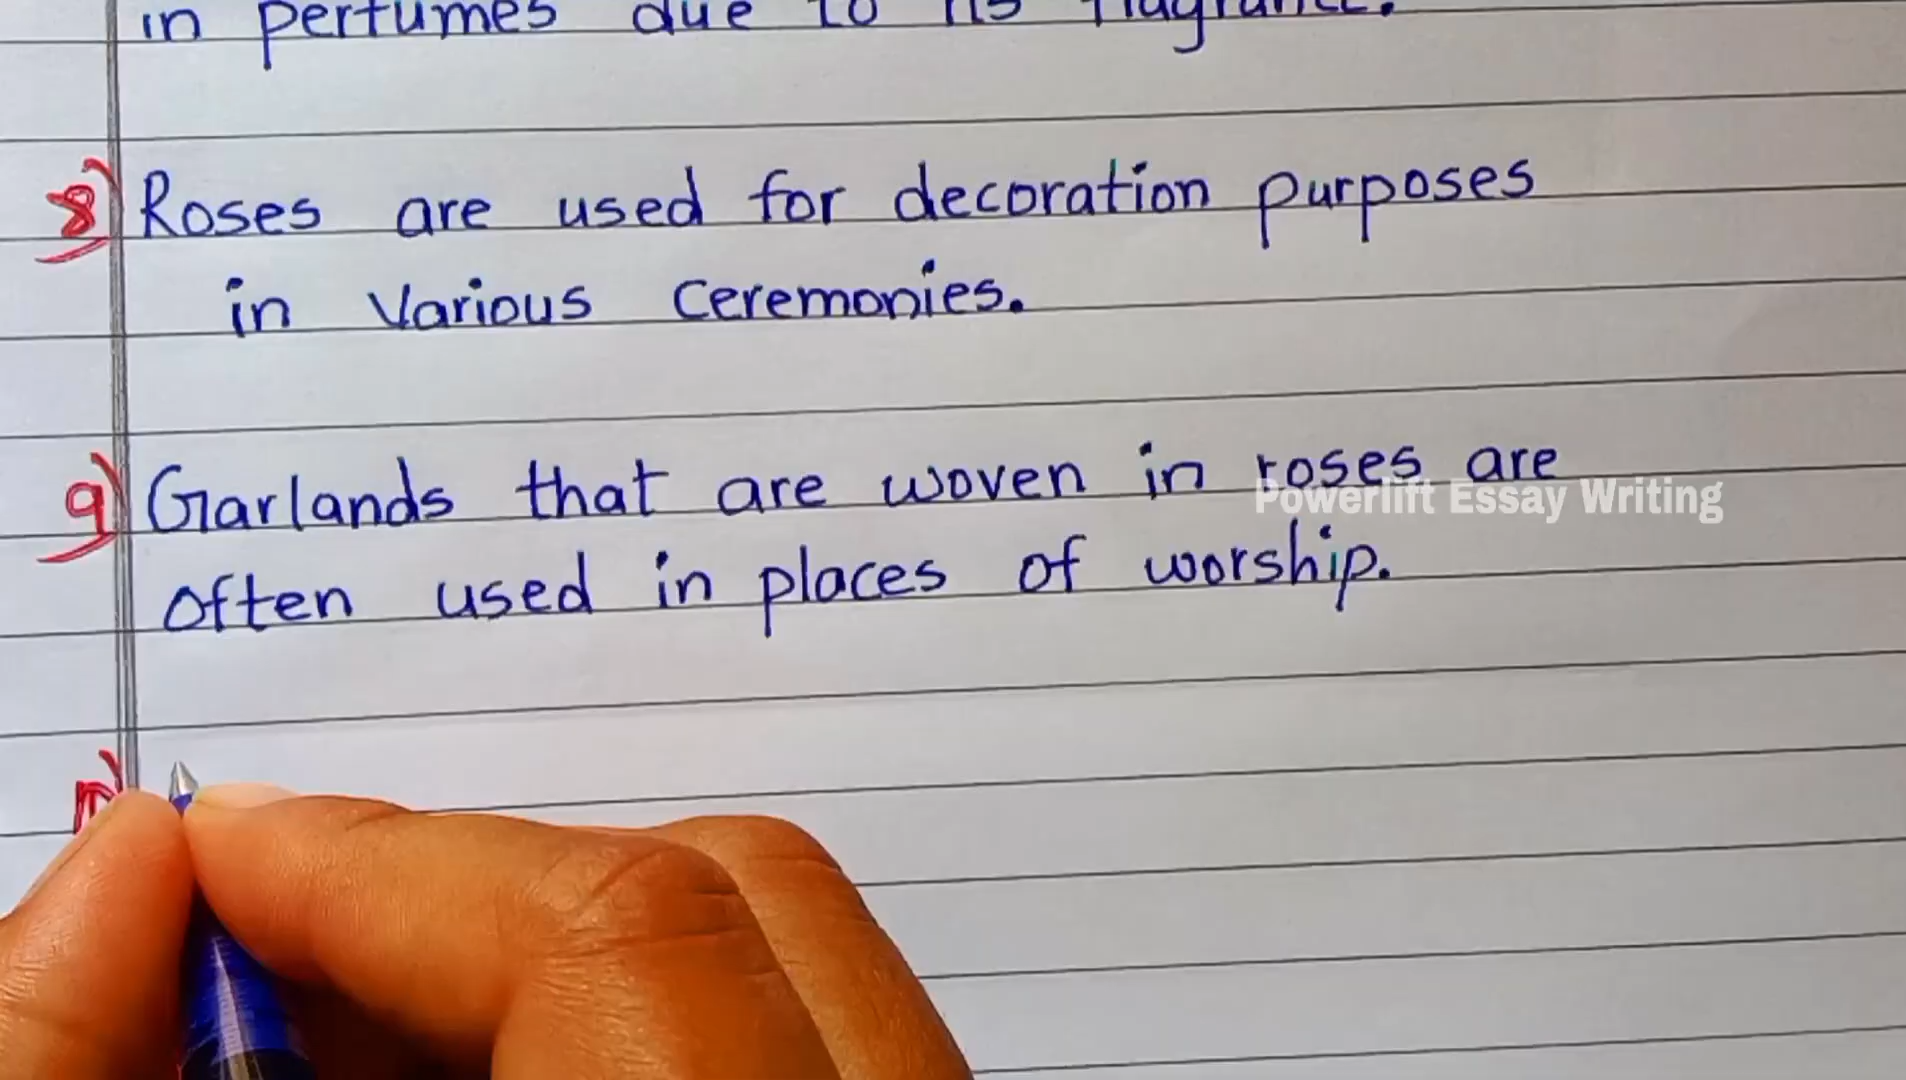 in perfumes due to its fragrance.
8) Roses are used for decoration purposes
in various ceremonies.
9) Garlands that are woven in roses are
Powerlift Essay Writing
often used in places of worship.